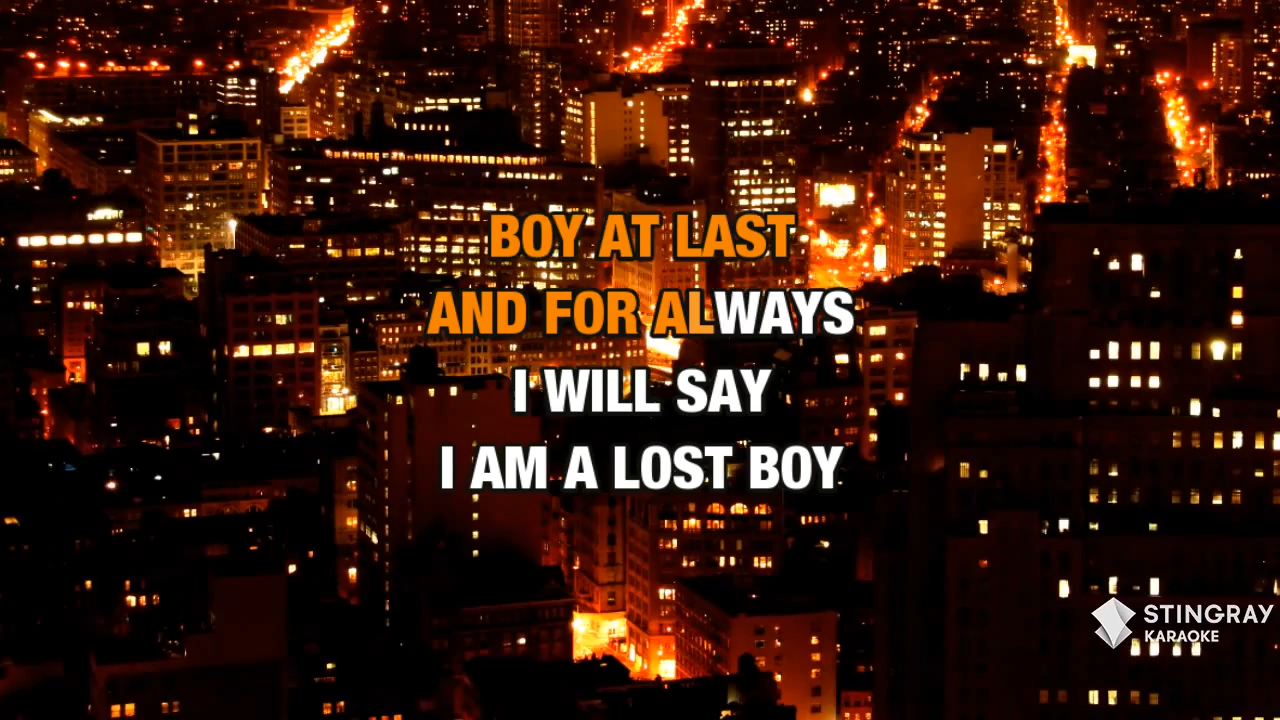 BOY AT LAST
AND FOR ALWAYS
I WILL SAY
I AM A LOST BOY
STINGRAY
KARAOKE